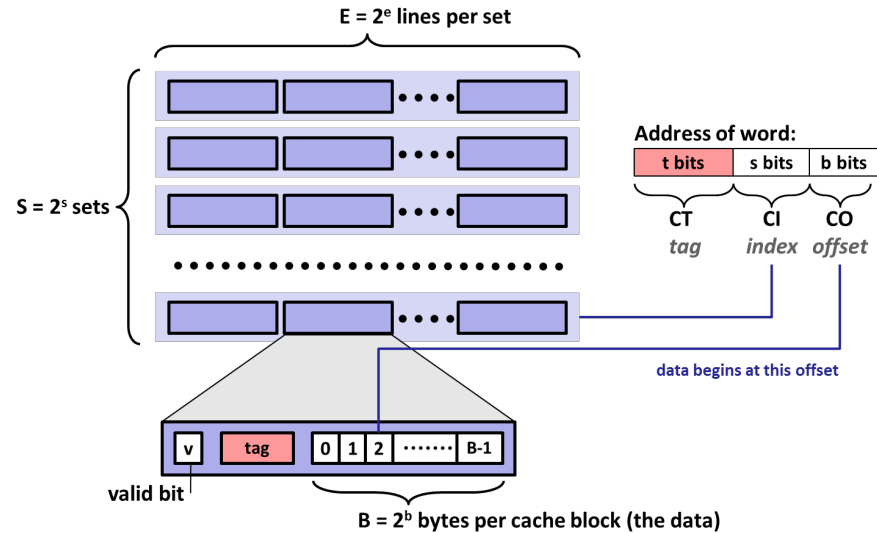 E = 2ᵉ lines per set
S = 2ˢ sets
Address of word:
t bits s bits b bits
CT CI CO
tag index offset
data begins at this offset
v tag 0 1 2 ....... B-1
valid bit
B = 2ᵇ bytes per cache block (the data)